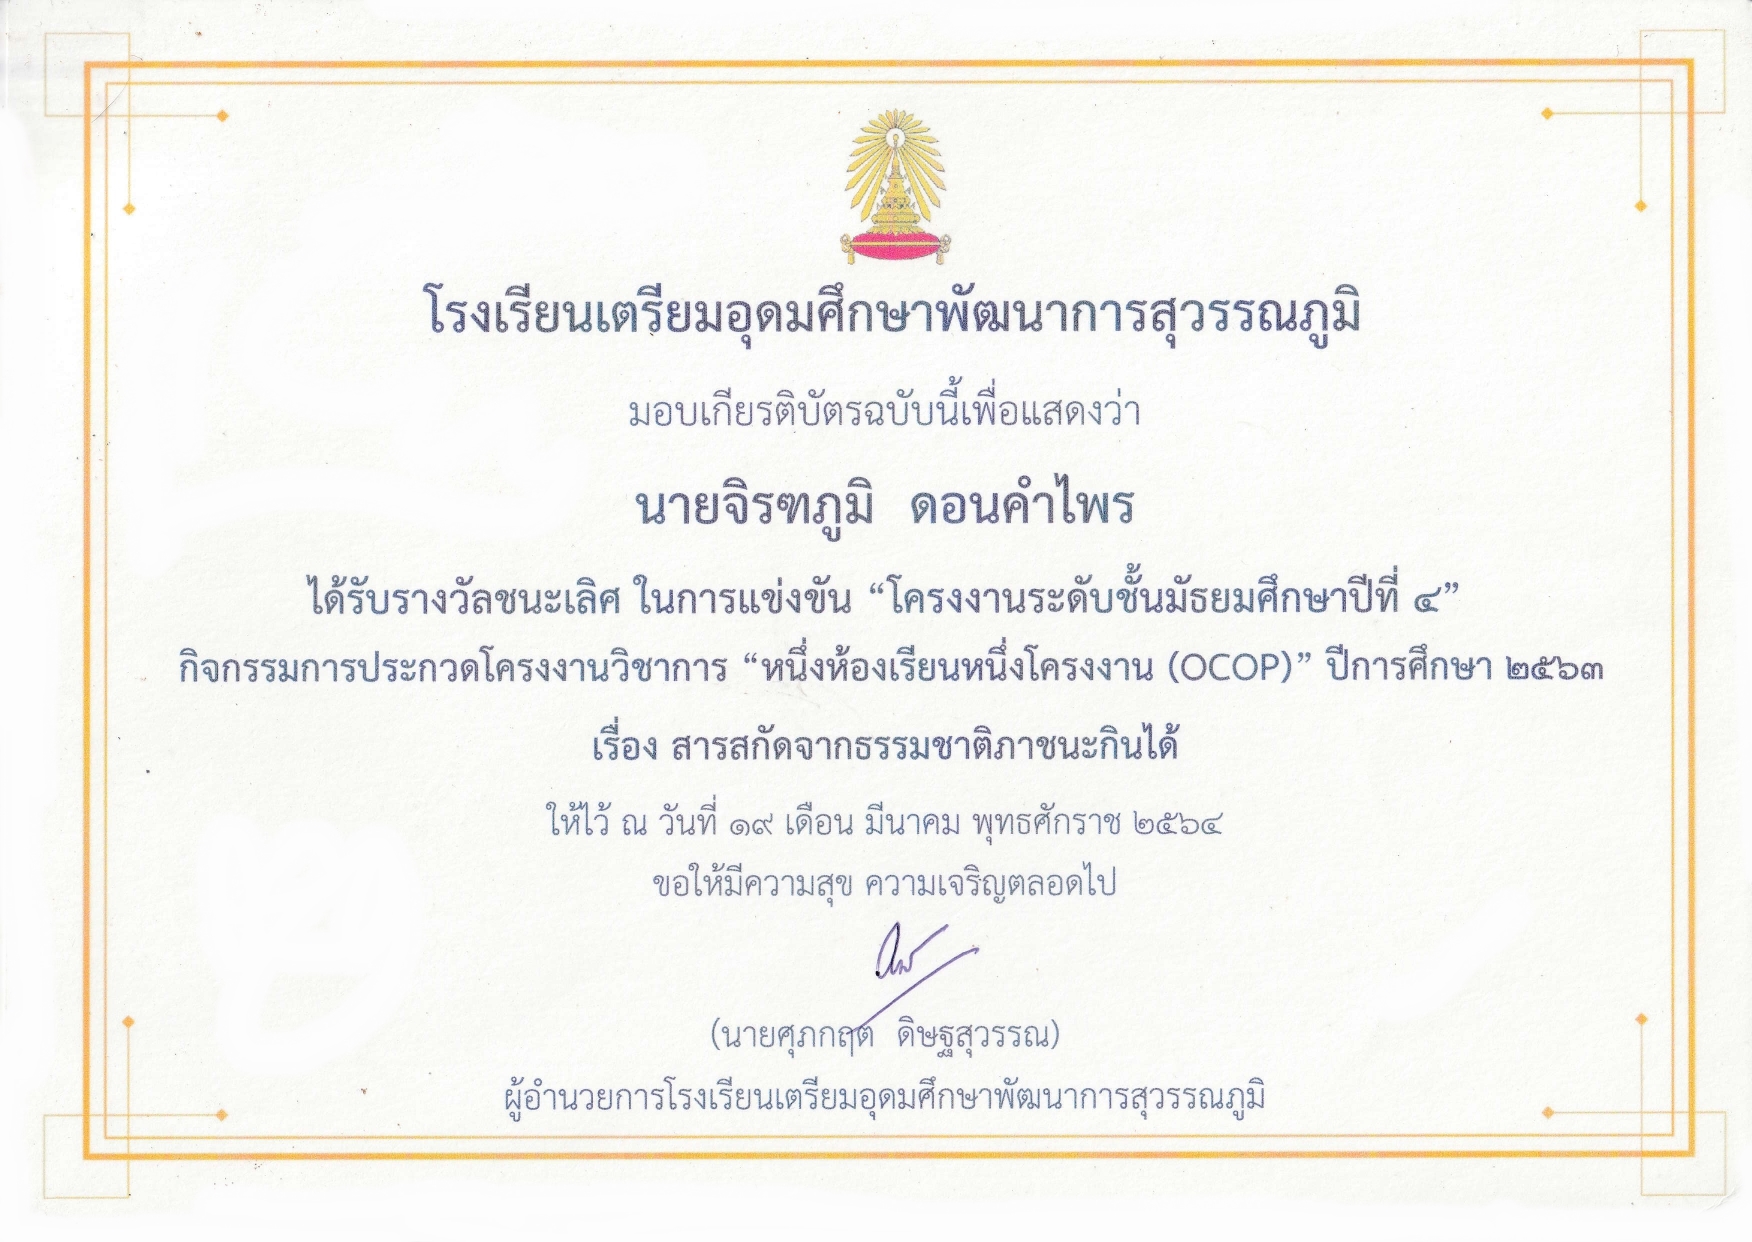 โรงเรียนเตรียมอุดมศึกษาพัฒนาการสุวรรณภูมิ
มอบเกียรติบัตรฉบับนี้เพื่อแสดงว่า
นายจิรฑภูมิ ดอนคำไพร
ได้รับรางวัลชนะเลิศ ในการแข่งขัน “โครงงานระดับชั้นมัธยมศึกษาปีที่ ๔”
กิจกรรมการประกวดโครงงานวิชาการ “หนึ่งห้องเรียนหนึ่งโครงงาน (OCOP)” ปีการศึกษา ๒๕๖๓
เรื่อง สารสกัดจากธรรมชาติภาชนะกินได้
ให้ไว้ ณ วันที่ ๑๙ เดือน มีนาคม พุทธศักราช ๒๕๖๔
ขอให้มีความสุข ความเจริญตลอดไป
(นายศุภกฤต ดิษฐสุวรรณ)
ผู้อำนวยการโรงเรียนเตรียมอุดมศึกษาพัฒนาการสุวรรณภูมิ